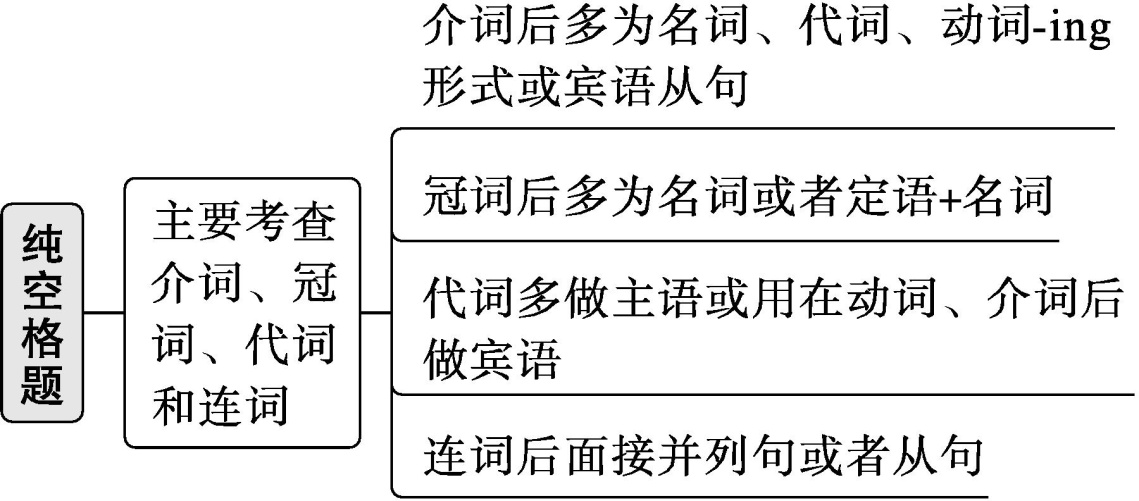 纯空格题
主要考查
介词、冠
词、代词
和连词
介词后多为名词、代词、动词-ing
形式或宾语从句
冠词后多为名词或者定语+名词
代词多做主语或用在动词、介词后
做宾语
连词后面接并列句或者从句